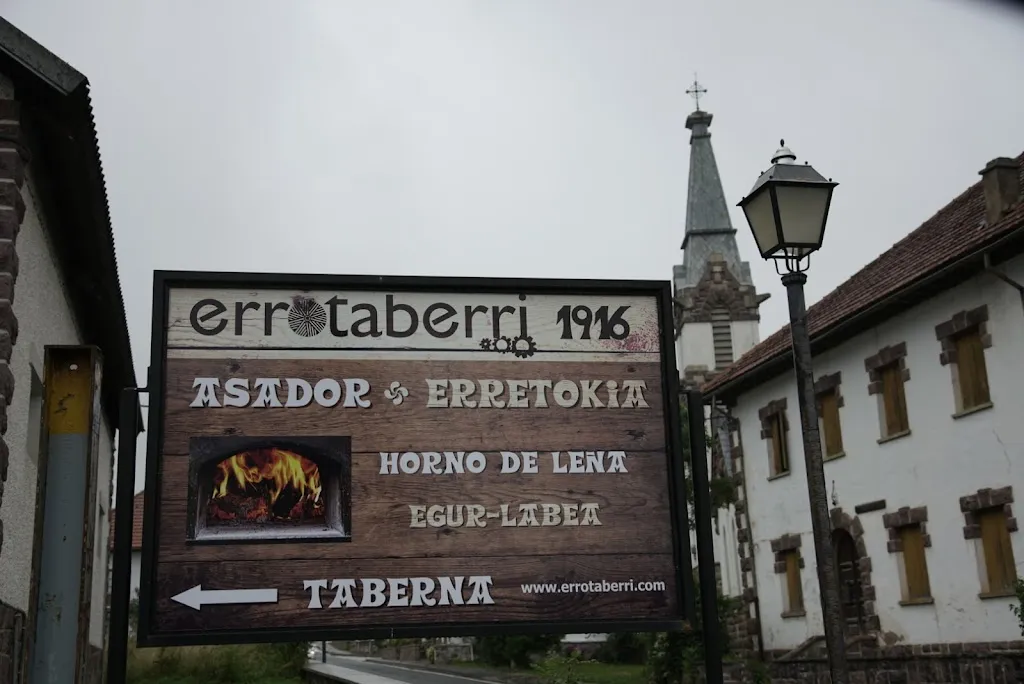 errotaberri 1916
ASADOR ERRETOKiA
HORNO DE LEÑA
EGUR-LABEA
TABERNA www.errotaberri.com